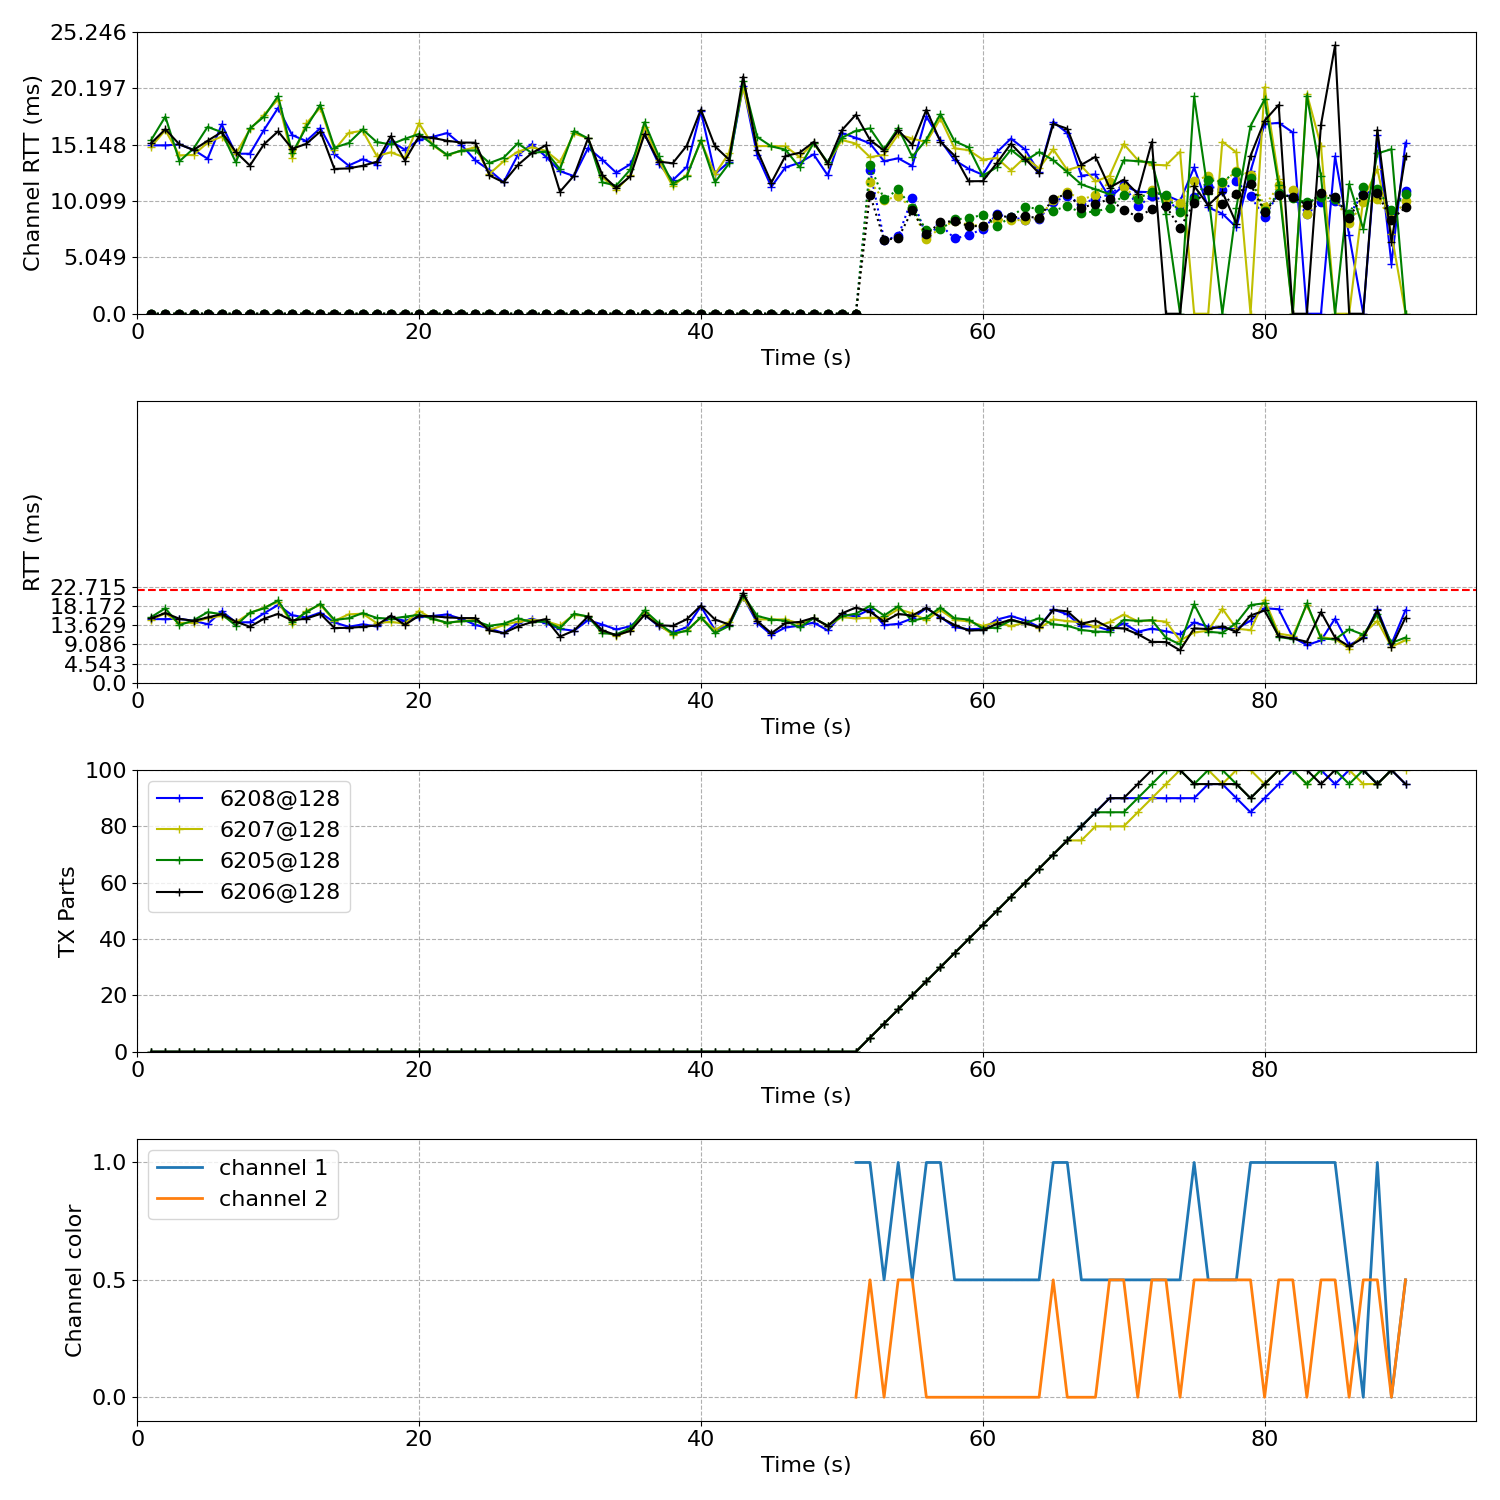 25.246
20.197
15.148
10.099
5.049
0.0
Channel RTT (ms)
0 20 40 60 80
Time (s)
22.715
18.172
13.629
9.086
4.543
0.0
RTT (ms)
0 20 40 60 80
Time (s)
100
80
60
40
20
0
TX Parts
6208@128
6207@128
6205@128
6206@128
0 20 40 60 80
Time (s)
1.0
0.5
0.0
Channel color
channel 1
channel 2
0 20 40 60 80
Time (s)